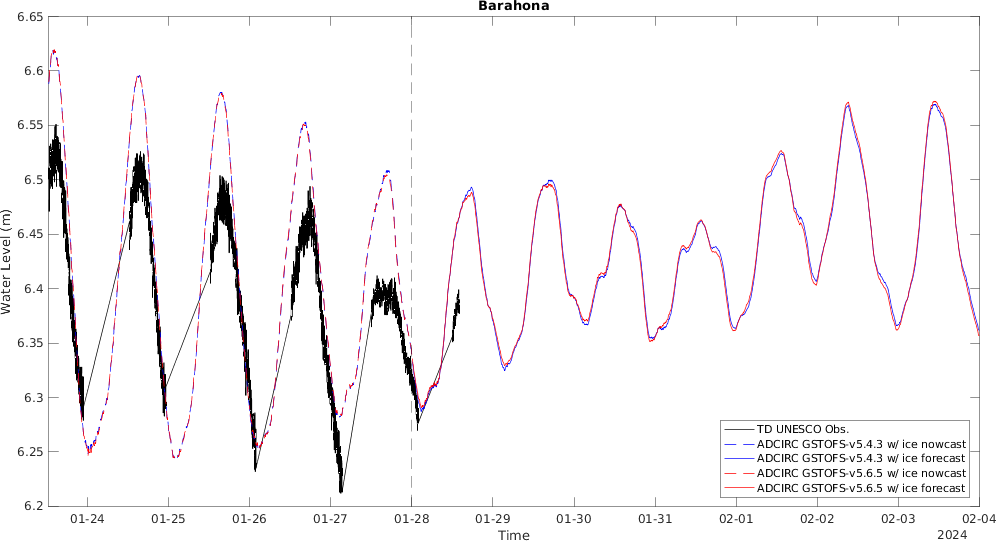 Barahona
6.65
6.6
6.55
6.5
6.45
6.4
6.35
6.3
6.25
6.2
Water Level (m)
01-24 01-25 01-26 01-27 01-28 01-29 01-30 01-31 02-01 02-02 02-03 02-04
Time
2024
TD UNESCO Obs.
ADCIRC GSTOFS-v5.4.3 w/ ice nowcast
ADCIRC GSTOFS-v5.4.3 w/ ice forecast
ADCIRC GSTOFS-v5.6.5 w/ ice nowcast
ADCIRC GSTOFS-v5.6.5 w/ ice forecast